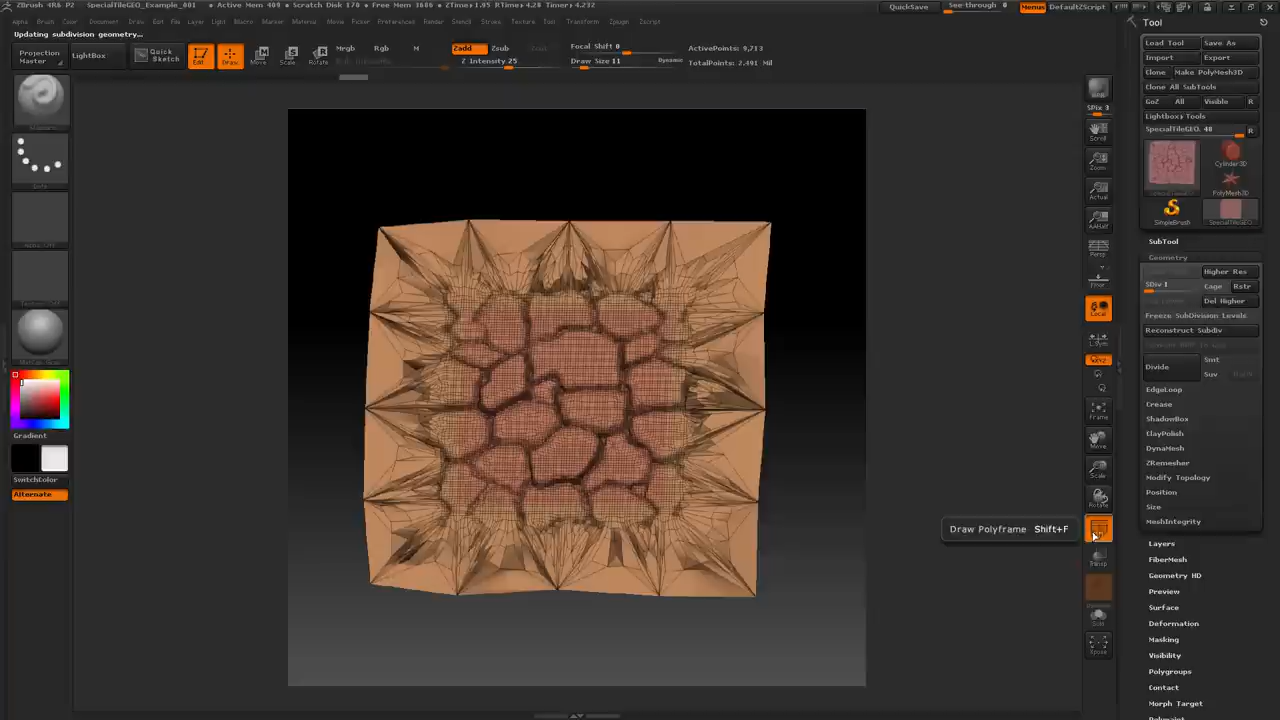 ZBrush 4R6 P2   SpecialTileGEO_Example_001   • Active Mem 409 • Scratch Disk 170 • Free Mem 3686 • ZTime▸1.95 RTime▸4.28 Timer▸4.232
QuickSave
See-through 0
Menus
DefaultZScript
Alpha Brush Color Document Draw Edit File Layer Light Macro Marker Material Movie Picker Preferences Render Stencil Stroke Texture Tool Transform Zplugin Zscript
Updating subdivision geometry...
Projection Master
LightBox
Quick Sketch
Edit
Draw
Move
Scale
Rotate
Mrgb
Rgb
M
Zadd
Zsub
Z Intensity 25
Focal Shift 0
Draw Size 11
Dynamic
ActivePoints▸ 9,713
TotalPoints▸ 2.491 Mil
Dots
Gradient
SwitchColor
Alternate
BPR
SPix 3
Scroll
Zoom
Actual
AAHalf
Persp
Floor
Local
L.Sym
Frame
Move
Scale
Rotate
Transp
Solo
Xpose
Draw Polyframe   Shift+F
Tool
Load Tool
Save As
Import
Export
Clone
Make PolyMesh3D
Clone All SubTools
GoZ
All
Visible
R
Lightbox▸Tools
SpecialTileGEO. 48
R
Cylinder3D
PolyMesh3D
SimpleBrush
SpecialTileGEO
SubTool
Geometry
Higher Res
SDiv 1
Cage
Rstr
Del Higher
Freeze SubDivision Levels
Reconstruct Subdiv
Divide
Smt
Suv
EdgeLoop
Crease
ShadowBox
ClayPolish
DynaMesh
ZRemesher
Modify Topology
Position
Size
MeshIntegrity
Layers
FiberMesh
Geometry HD
Preview
Surface
Deformation
Masking
Visibility
Polygroups
Contact
Morph Target
Polypaint